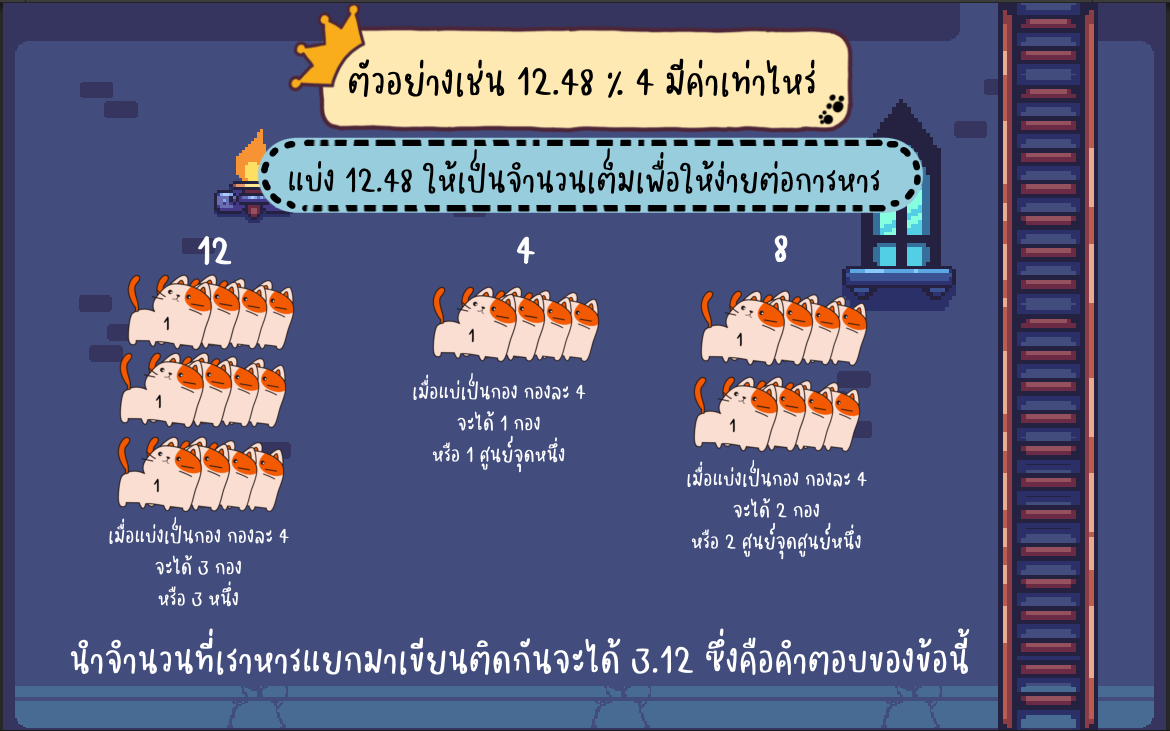 ตัวอย่างเช่น 12.48 ٪ 4 มีค่าเท่าไหร่
แบ่ง 12.48 ให้เป็นจำนวนเต็มเพื่อให้ง่ายต่อการหาร
12
4
8
1
1
1
เมื่อแบ่งเป็นกอง กองละ 4
จะได้ 3 กอง
หรือ 3 หนึ่ง
1
เมื่อแบ่เป็นกอง กองละ 4
จะได้ 1 กอง
หรือ 1 ศูนย์จุดหนึ่ง
1
1
เมื่อแบ่งเป็นกอง กองละ 4
จะได้ 2 กอง
หรือ 2 ศูนย์จุดศูนย์หนึ่ง
นำจำนวนที่เราหารแยกมาเขียนติดกันจะได้ 3.12 ซึ่งคือคำตอบของข้อนี้